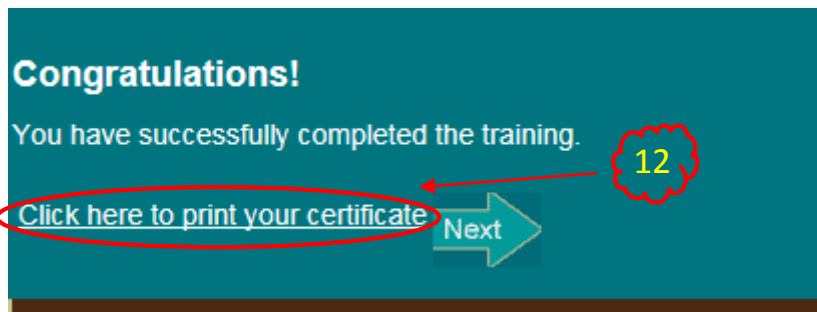 Congratulations!
You have successfully completed the training.
12
Click here to print your certificate
Next